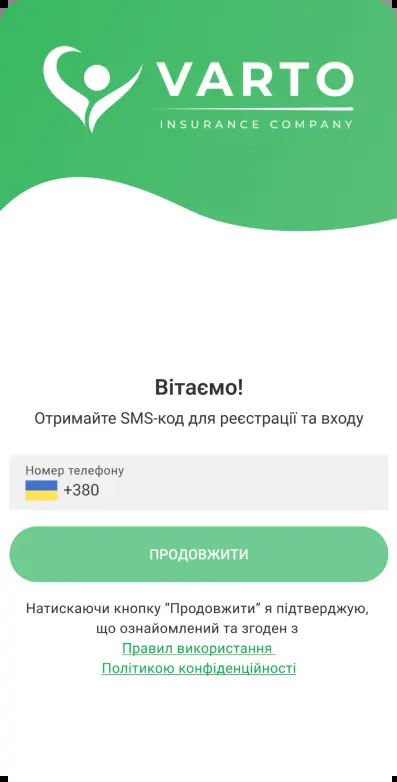 VARTO
INSURANCE COMPANY
Вітаємо!
Отримайте SMS-код для реєстрації та входу
Номер телефону
+380
ПРОДОВЖИТИ
Натискаючи кнопку “Продовжити” я підтверджую,
що ознайомлений та згоден з
Правил використання
Політикою конфіденційності